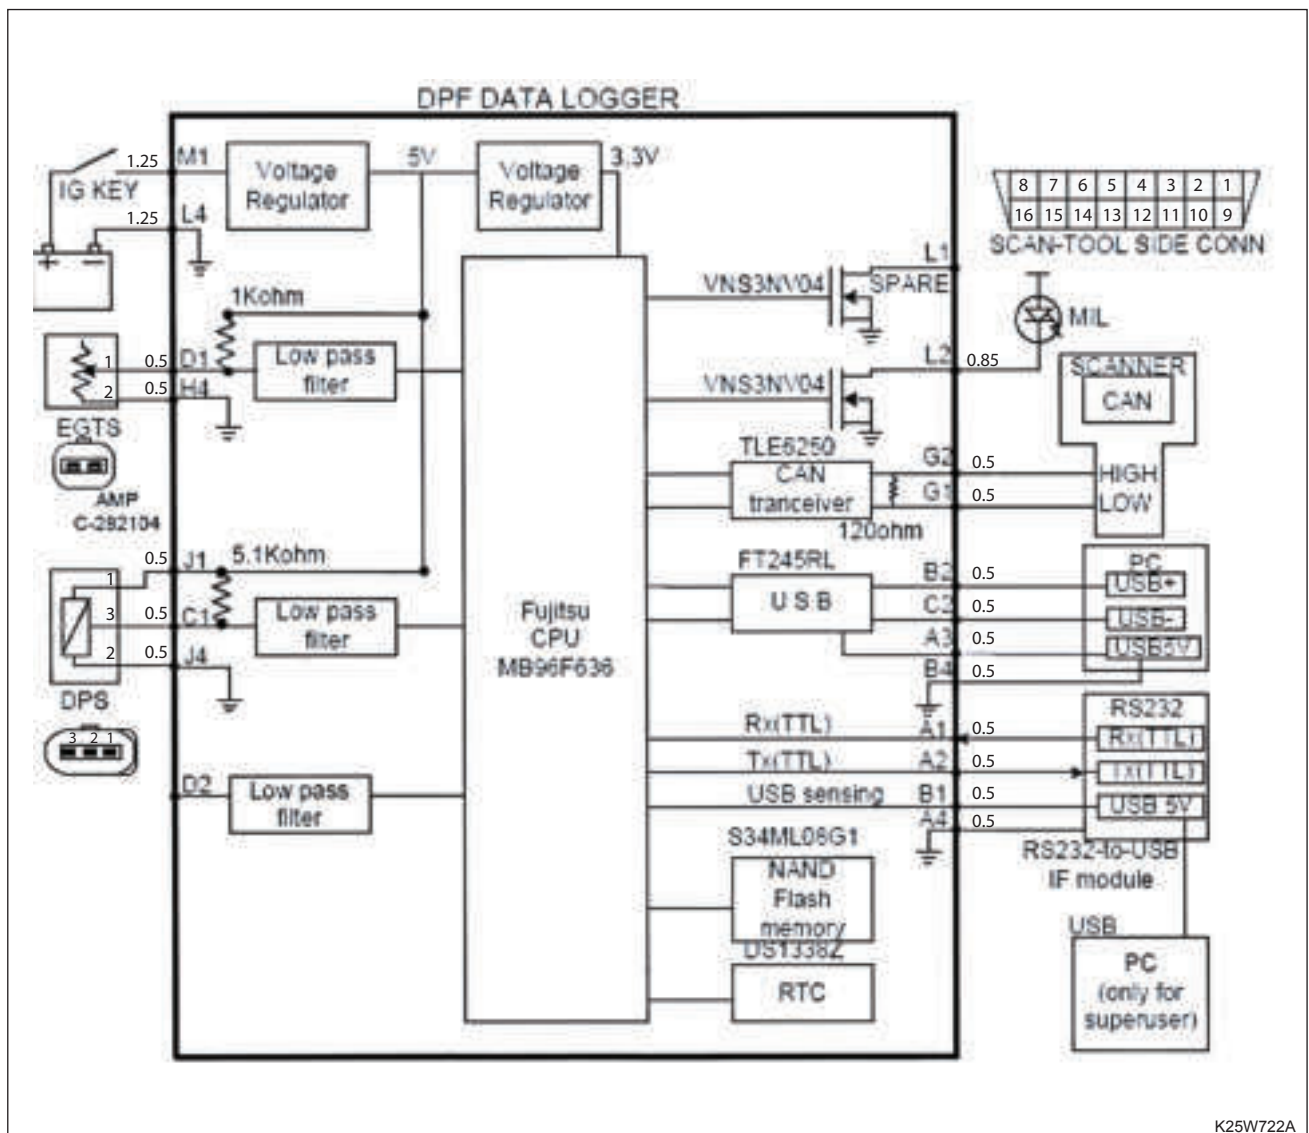 DPF DATA LOGGER
IG KEY
1.25
M1
1.25
L4
+
−
Voltage
Regulator
5V
Voltage
Regulator
3.3V
1Kohm
1
0.5
D1
2
0.5
H4
Low pass
filter
EGTS
AMP
C-282104
0.5
J1
5.1Kohm
1
3
0.5
C1
2
0.5
J4
Low pass
filter
DPS
3 2 1
D2
Low pass
filter
Fujitsu
CPU
MB96F636
VNS3NV04
L1
SPARE
VNS3NV04
L2
0.85
MIL
8 7 6 5 4 3 2 1
16 15 14 13 12 11 10 9
SCAN-TOOL SIDE CONN
SCANNER
CAN
HIGH
LOW
TLE6250
CAN
tranceiver
G2
0.5
G1
0.5
120ohm
FT245RL
USB
B2
0.5
C2
0.5
A3
0.5
B4
0.5
PC
USB+
USB-
USB5V
Rx(TTL)
A1
0.5
Tx(TTL)
A2
0.5
USB sensing
B1
0.5
A4
0.5
RS232
Rx(TTL)
Tx(TTL)
USB 5V
RS232-to-USB
IF module
S34ML08G1
NAND
Flash
memory
DS1338Z
RTC
USB
PC
(only for
superuser)
K25W722A